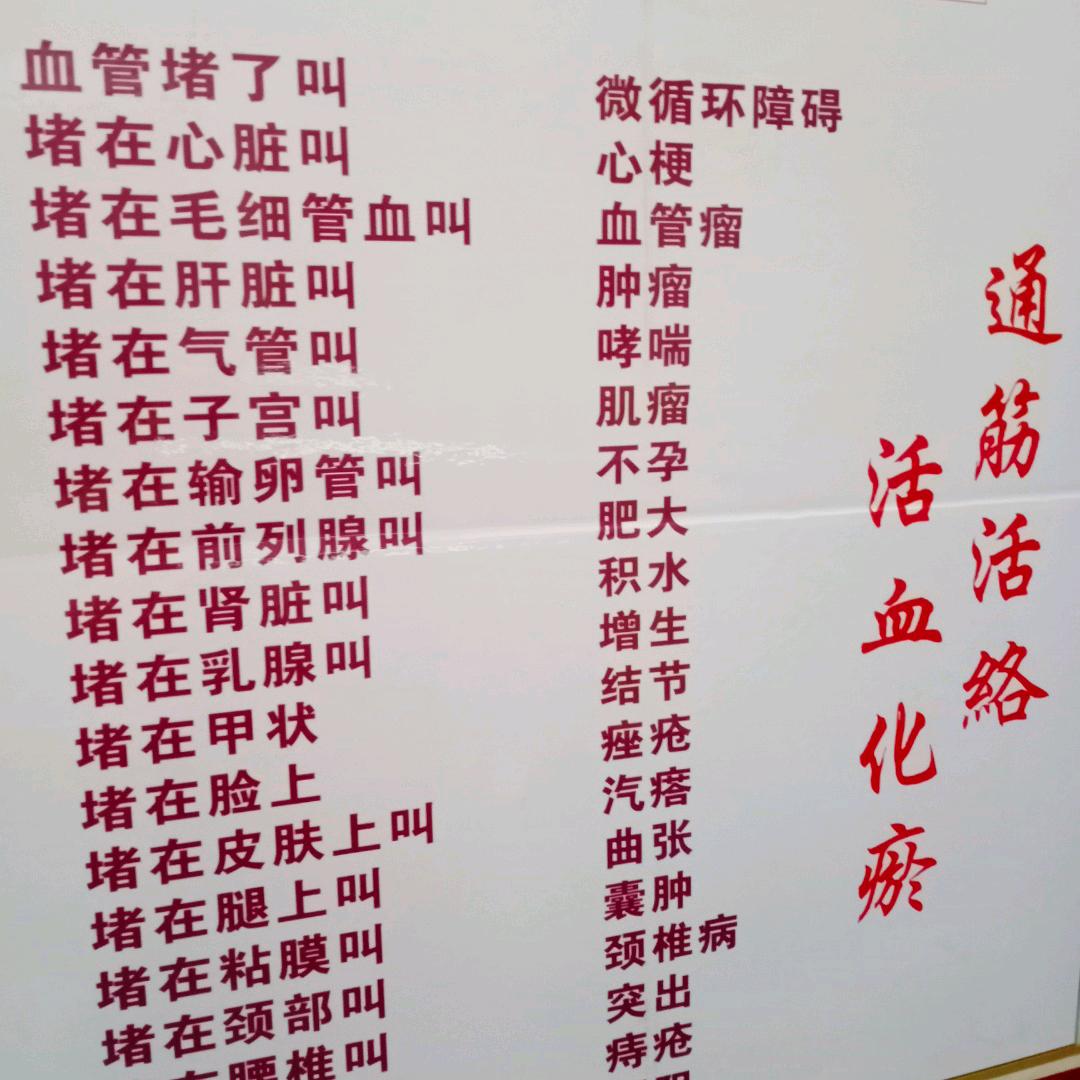 血管堵了叫 微循环障碍
堵在心脏叫 心梗
堵在毛细管血叫 血管瘤
堵在肝脏叫 肿瘤
堵在气管叫 哮喘
堵在子宫叫 肌瘤
堵在输卵管叫 不孕
堵在前列腺叫 肥大
堵在肾脏叫 积水
堵在乳腺叫 增生
堵在甲状 结节
堵在脸上 痤疮
堵在皮肤上叫 汽瘩
堵在腿上叫 曲张
堵在粘膜叫 囊肿
堵在颈部叫 颈椎病
在腰椎叫 突出
痔疮
通筋活络
活血化瘀